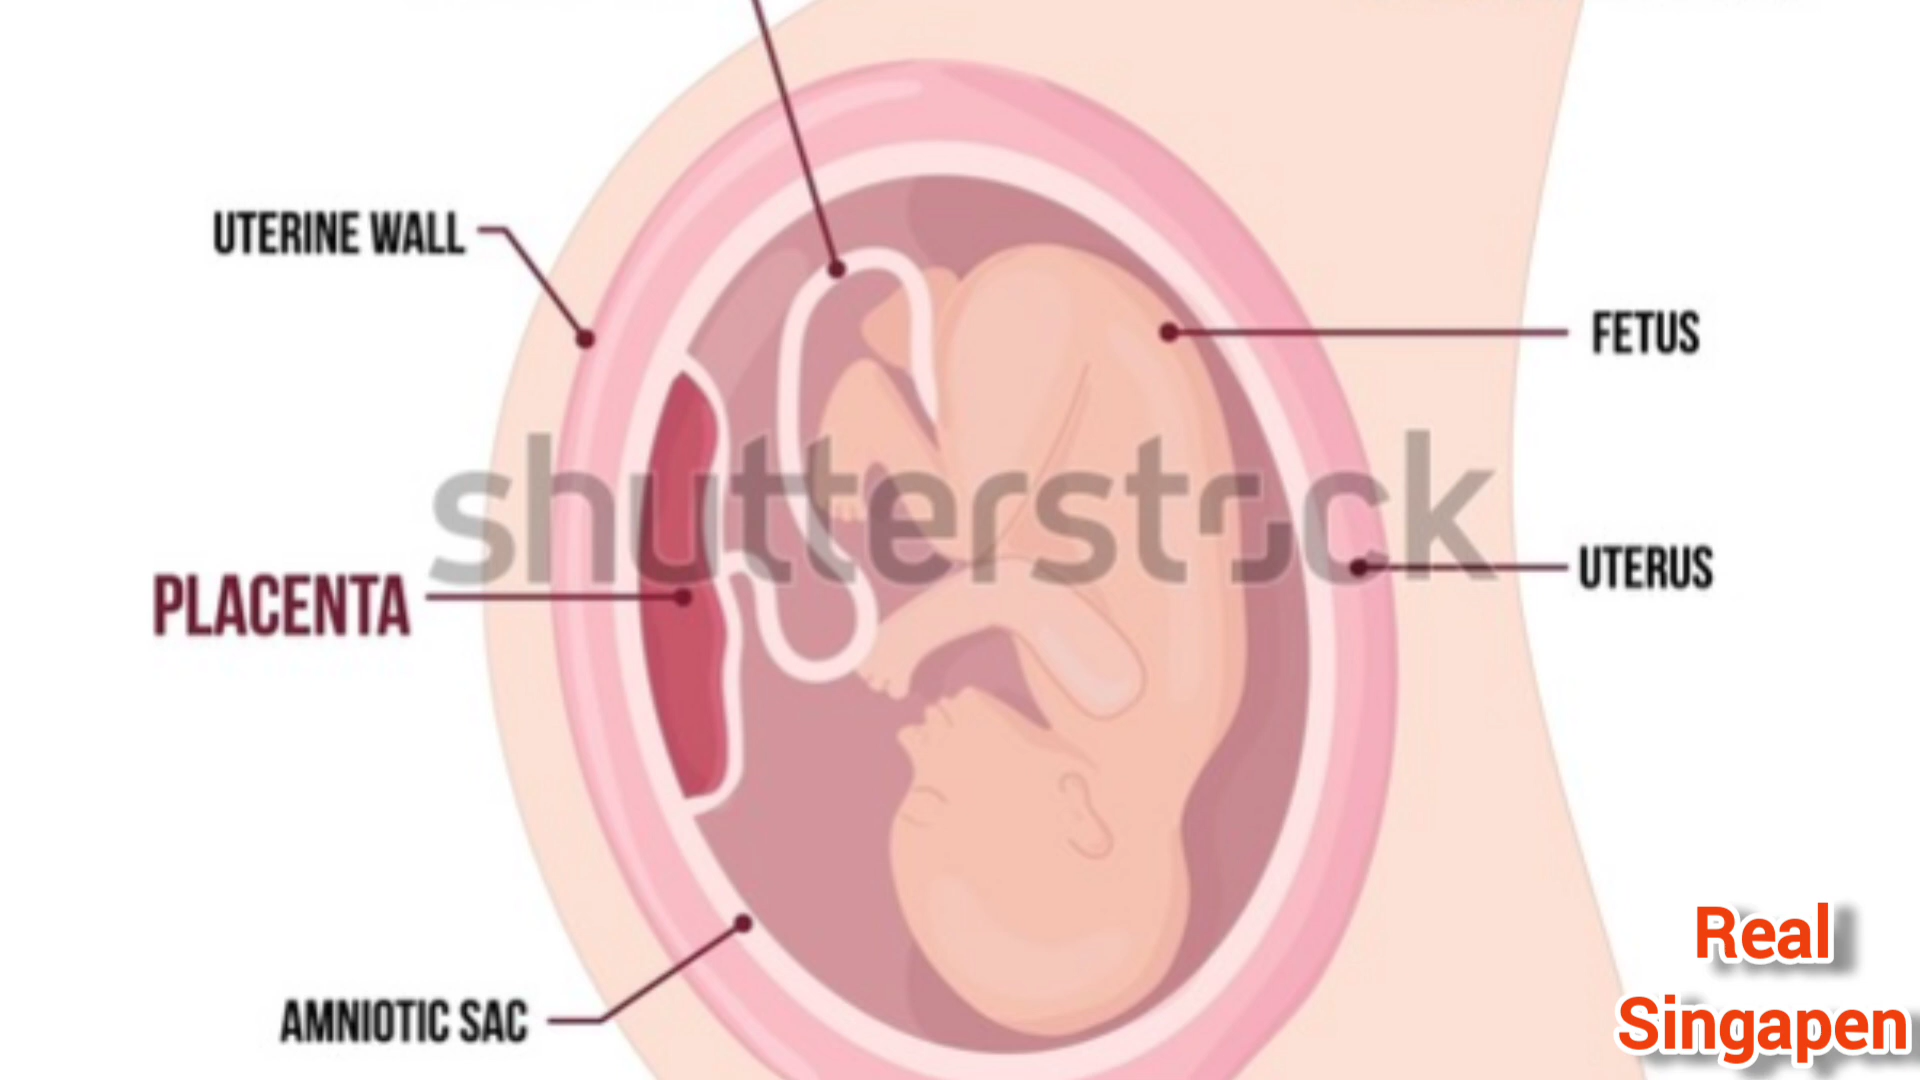 UTERINE WALL
FETUS
shutterstock
UTERUS
PLACENTA
AMNIOTIC SAC
Real
Singapen